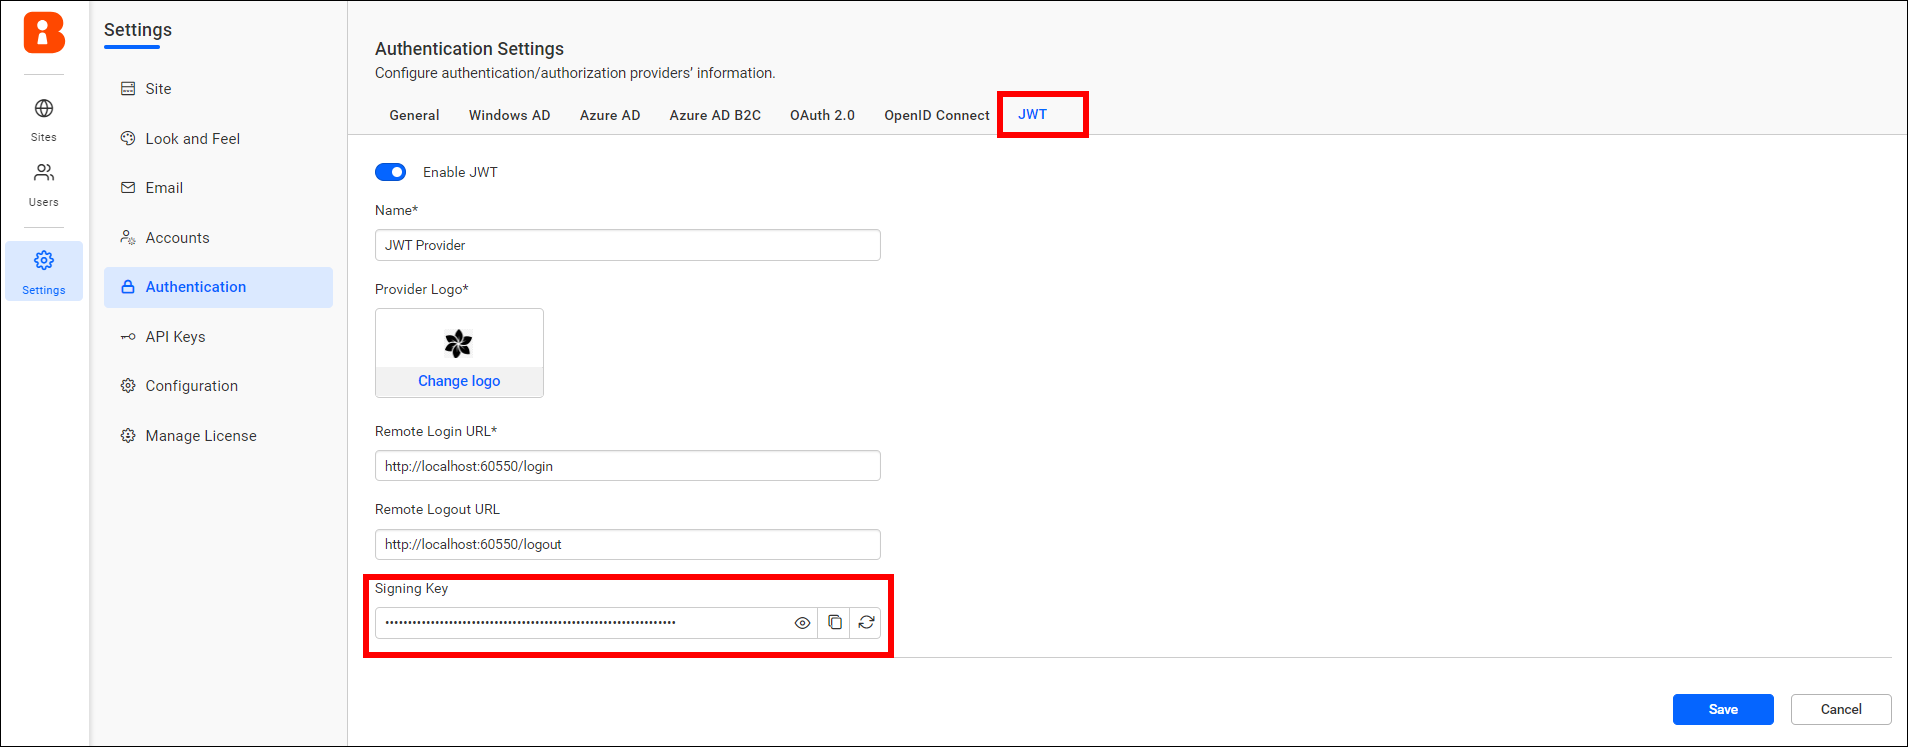 Sites
Users
Settings
Settings
Site
Look and Feel
Email
Accounts
Authentication
API Keys
Configuration
Manage License
Authentication Settings
Configure authentication/authorization providers' information.
General Windows AD Azure AD Azure AD B2C OAuth 2.0 OpenID Connect JWT
Enable JWT
Name*
JWT Provider
Provider Logo*
Change logo
Remote Login URL*
http://localhost:60550/login
Remote Logout URL
http://localhost:60550/logout
Signing Key
Save Cancel